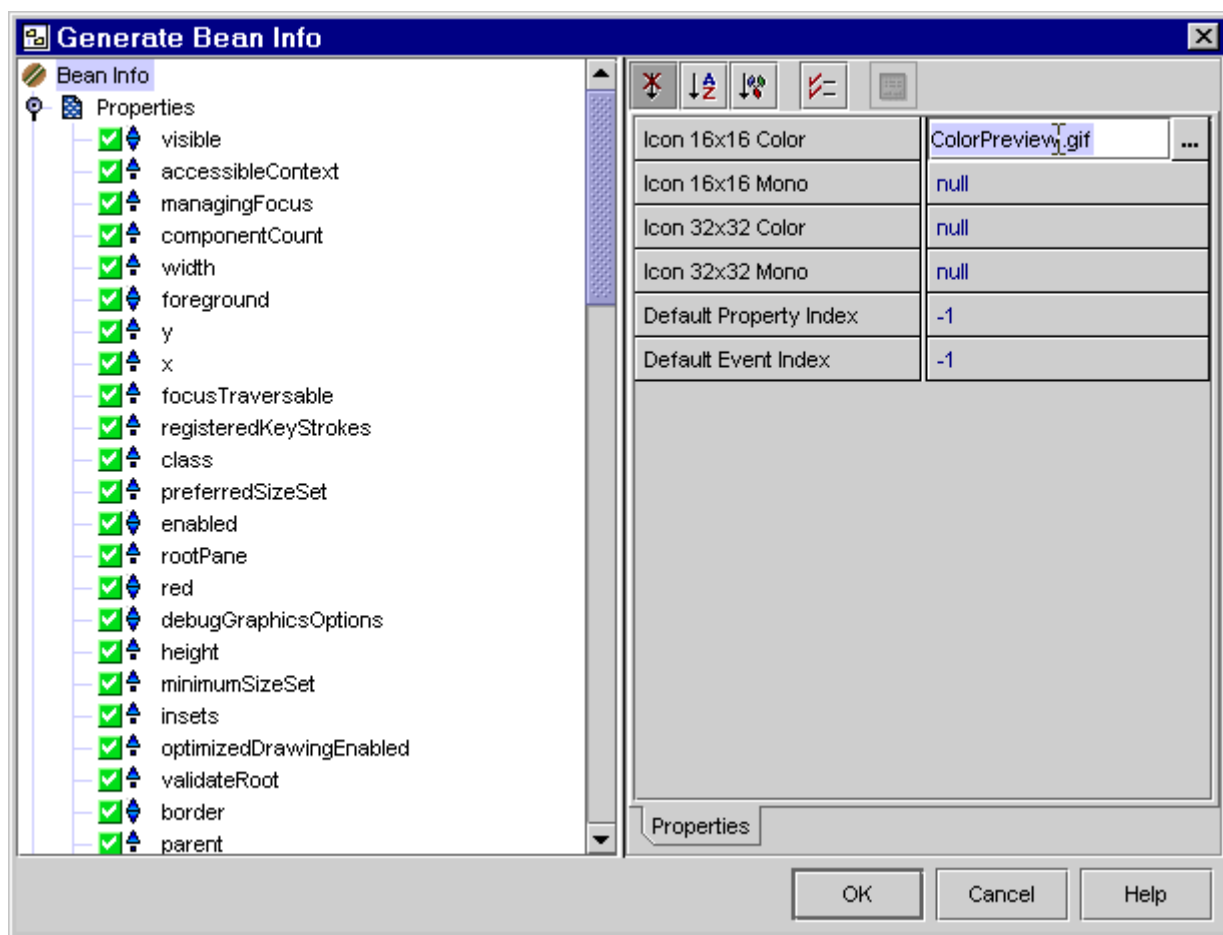 Generate Bean Info
Bean Info
Properties
visible
accessibleContext
managingFocus
componentCount
width
foreground
y
x
focusTraversable
registeredKeyStrokes
class
preferredSizeSet
enabled
rootPane
red
debugGraphicsOptions
height
minimumSizeSet
insets
optimizedDrawingEnabled
validateRoot
border
parent
Icon 16x16 Color ColorPreview.gif ...
Icon 16x16 Mono null
Icon 32x32 Color null
Icon 32x32 Mono null
Default Property Index -1
Default Event Index -1
Properties
OK Cancel Help